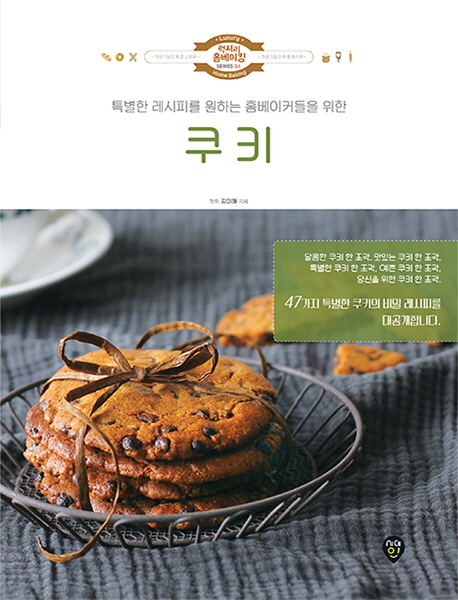 Luxury
럭셔리
홈베이킹
SERIES 04
Home Baking
특별한 레시피를 원하는 홈베이커들을 위한
쿠키
김미애 지음
달콤한 쿠키 한 조각, 맛있는 쿠키 한 조각,
특별한 쿠키 한 조각, 예쁜 쿠키 한 조각,
당신을 위한 쿠키 한 조각.
47가지 특별한 쿠키의 비밀 레시피를
대공개합니다.
시대
인